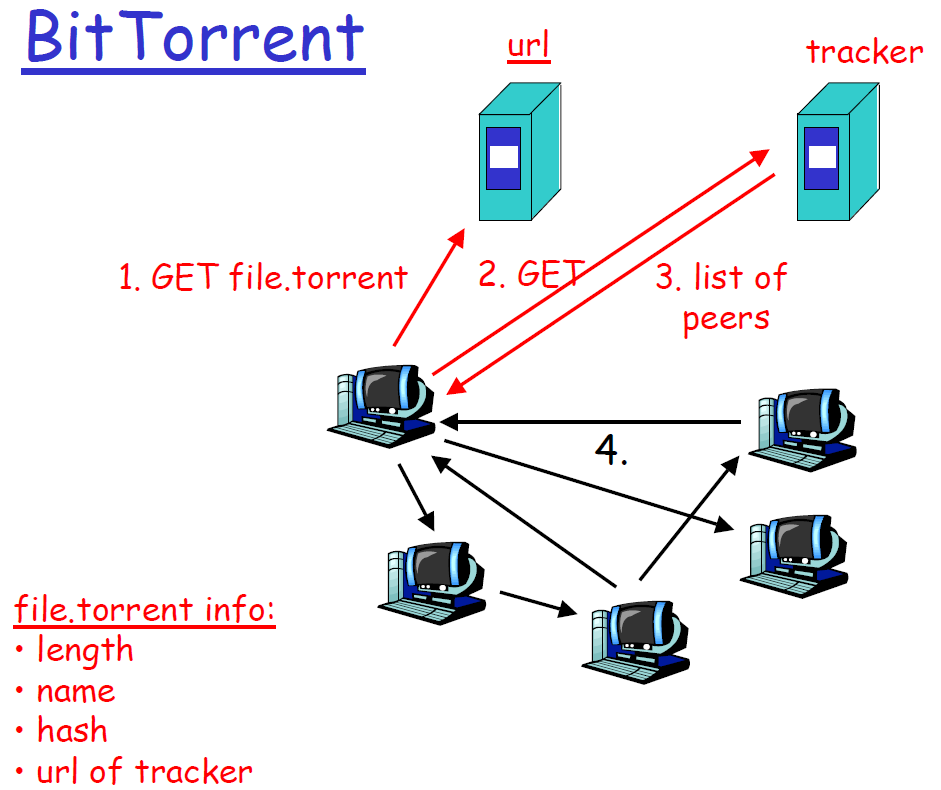 BitTorrent
url
tracker
1. GET file.torrent
2. GET
3. list of
peers
4.
file.torrent info:
• length
• name
• hash
• url of tracker